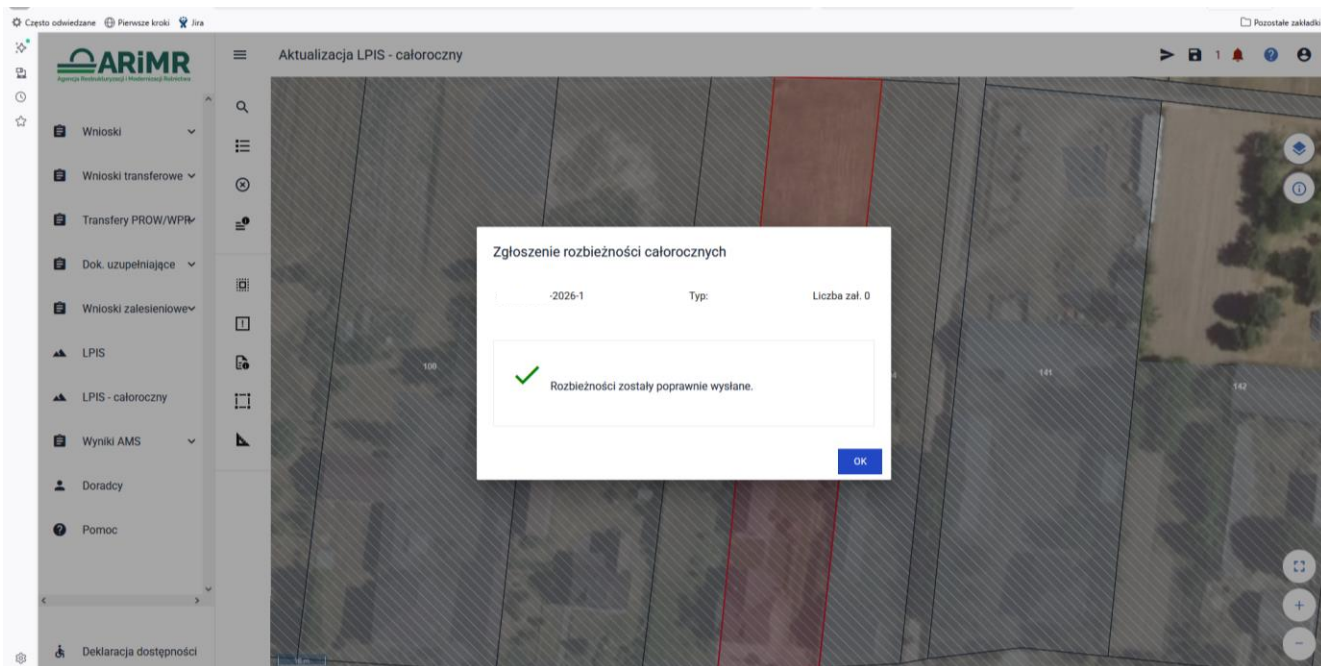 Często odwiedzane Pierwsze kroki Jira Pozostałe zakładki
ARiMR
Agencja Restrukturyzacji i Modernizacji Rolnictwa
Aktualizacja LPIS - całoroczny
1
Wnioski
Wnioski transferowe
Transfery PROW/WPR
Dok. uzupełniające
Wnioski zalesieniowe
LPIS
LPIS - całoroczny
Wyniki AMS
Doradcy
Pomoc
Deklaracja dostępności
Zgłoszenie rozbieżności całorocznych
-2026-1 Typ: Liczba zał. 0
Rozbieżności zostały poprawnie wysłane.
OK
100
141
142